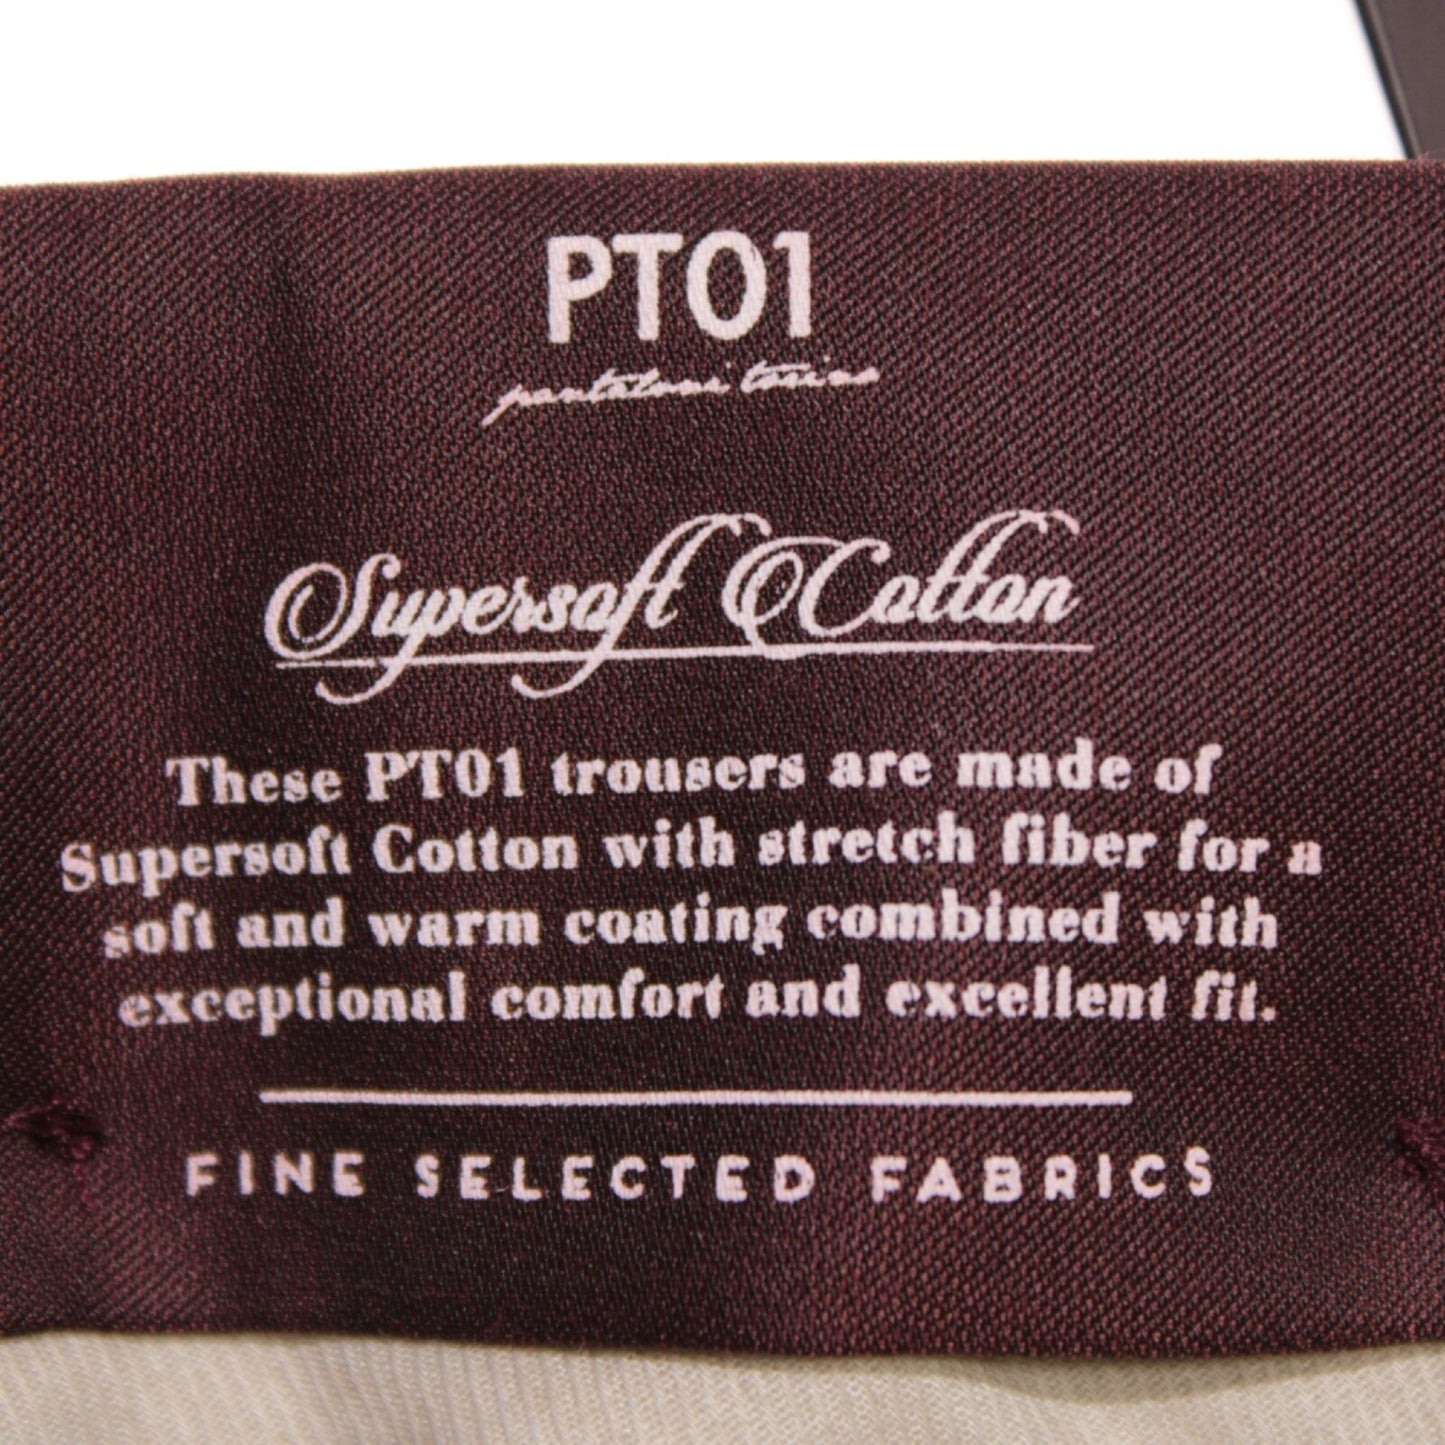 PT01
pantaloni torino
Supersoft Cotton
These PT01 trousers are made of
Supersoft Cotton with stretch fiber for a
soft and warm coating combined with
exceptional comfort and excellent fit.
FINE SELECTED FABRICS